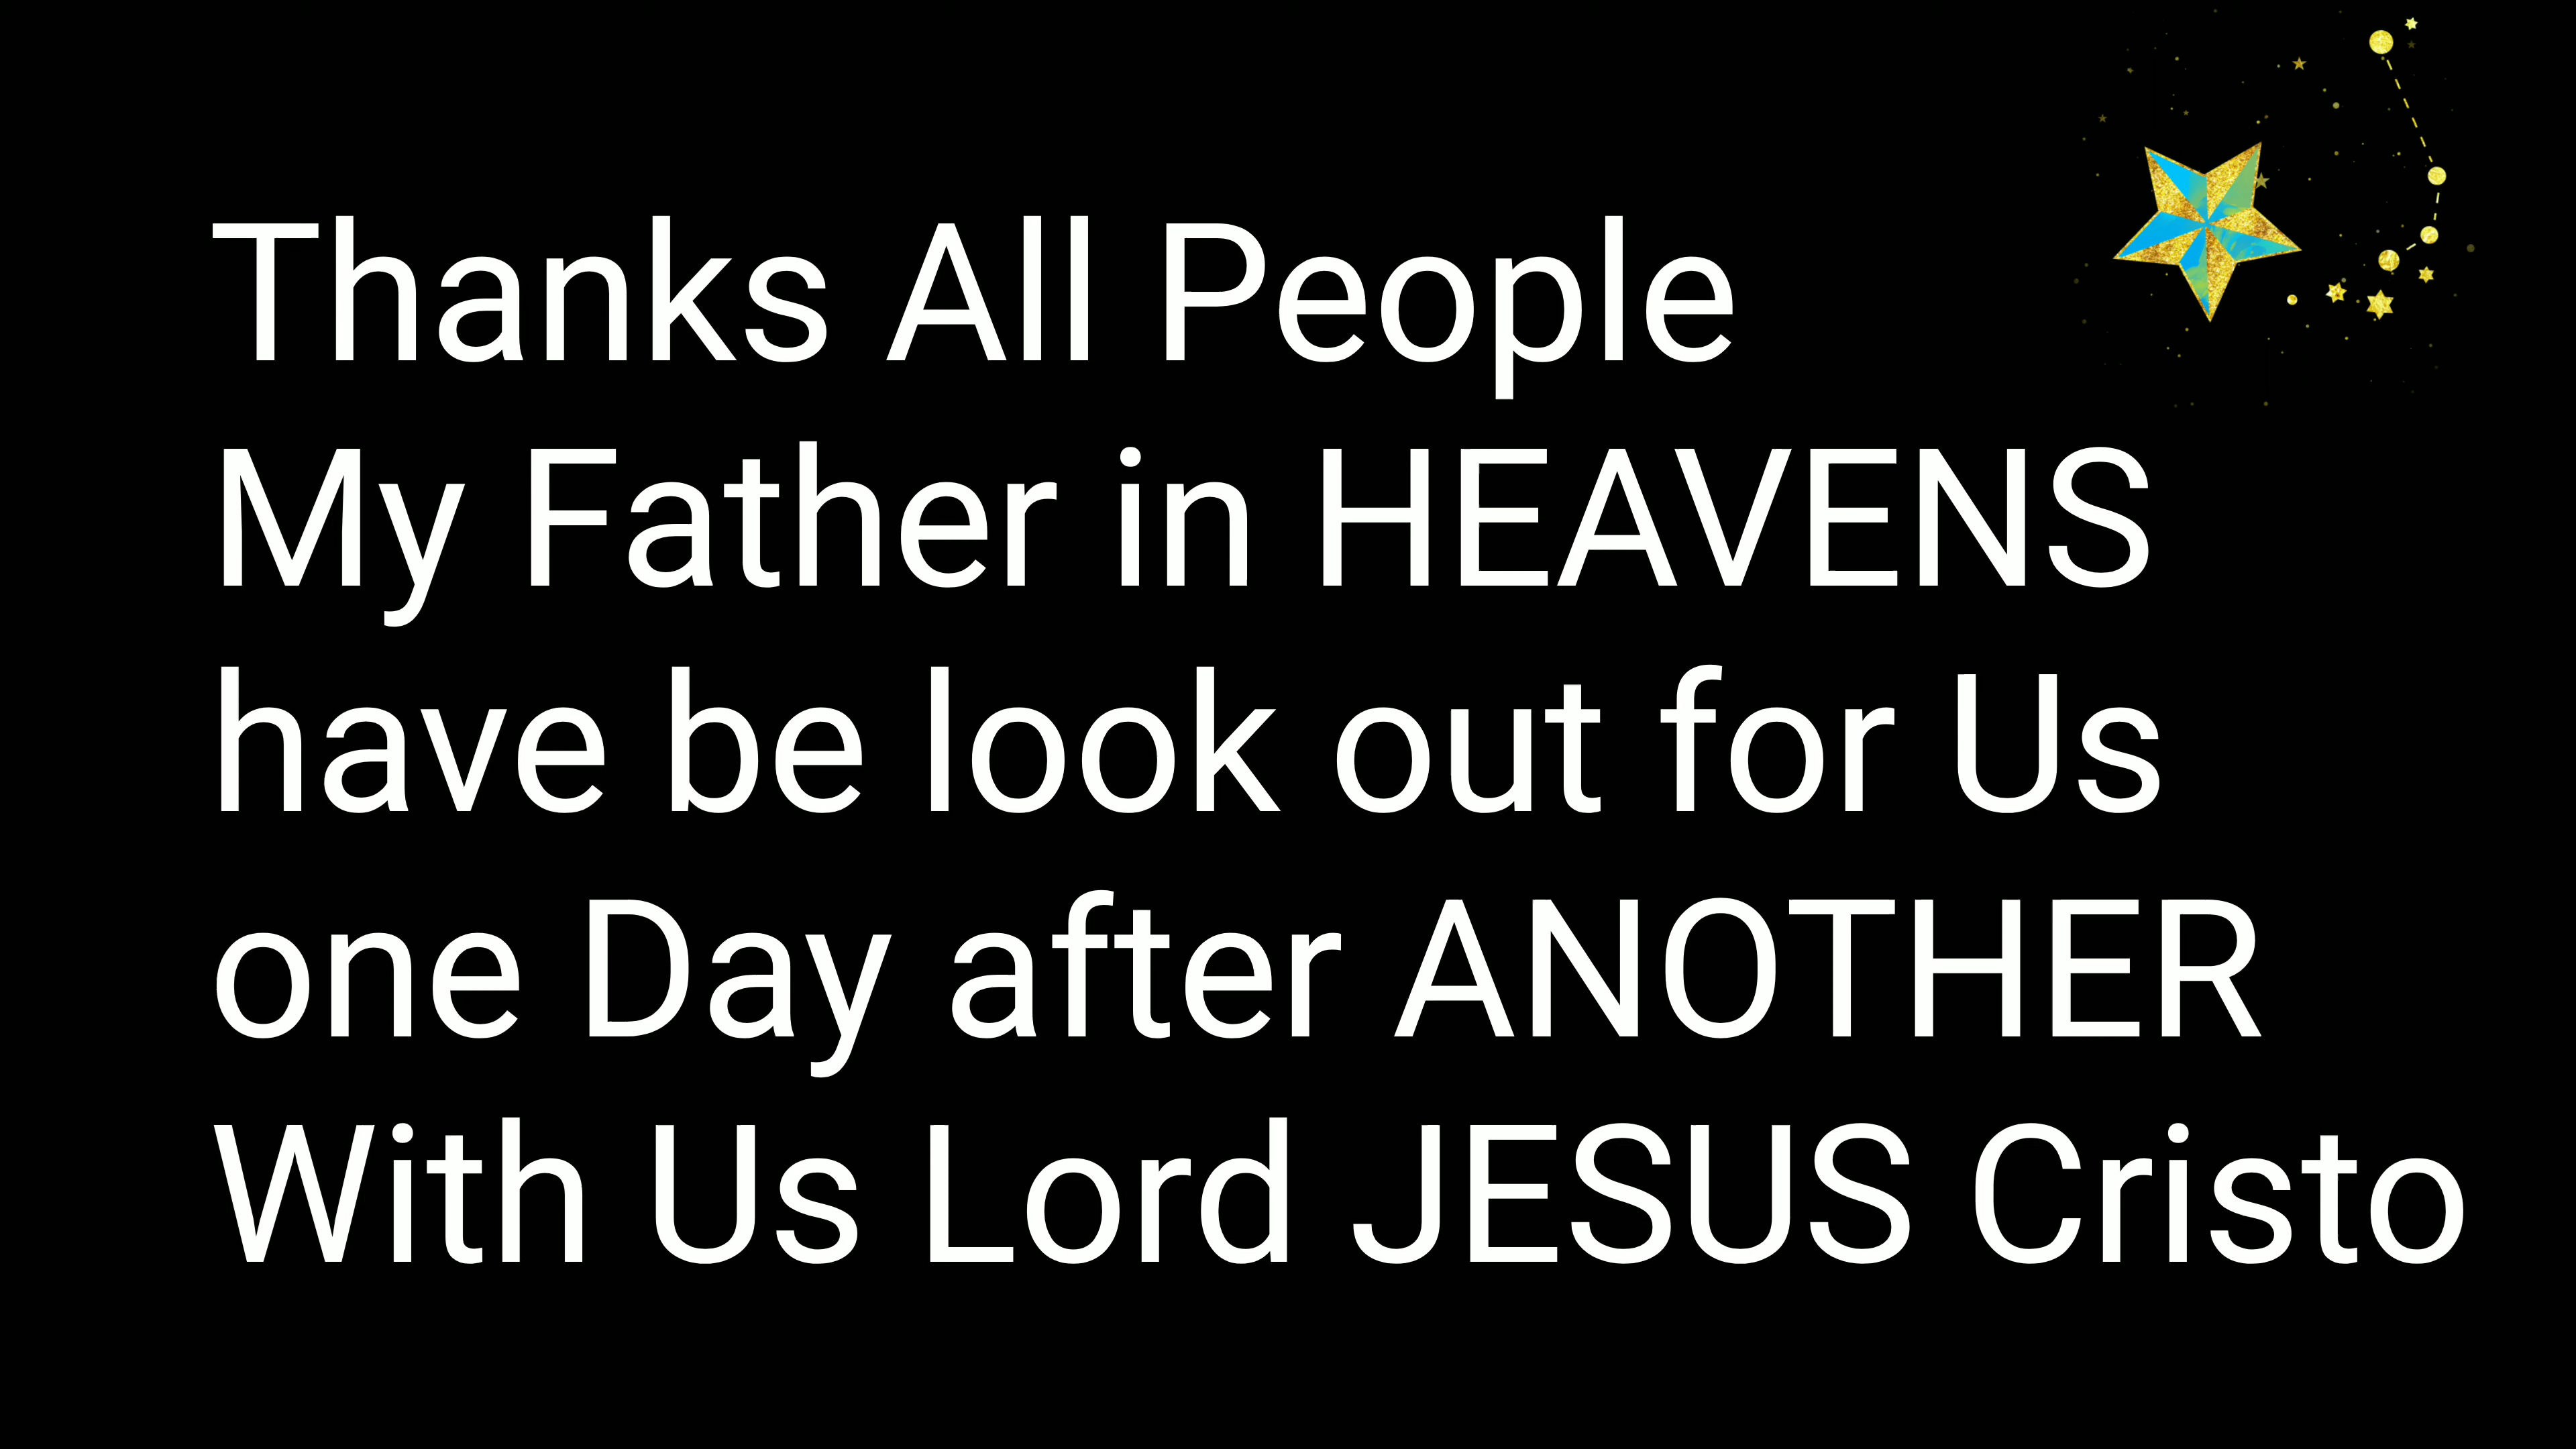 Thanks All People
My Father in HEAVENS
have be look out for Us
one Day after ANOTHER
With Us Lord JESUS Cristo